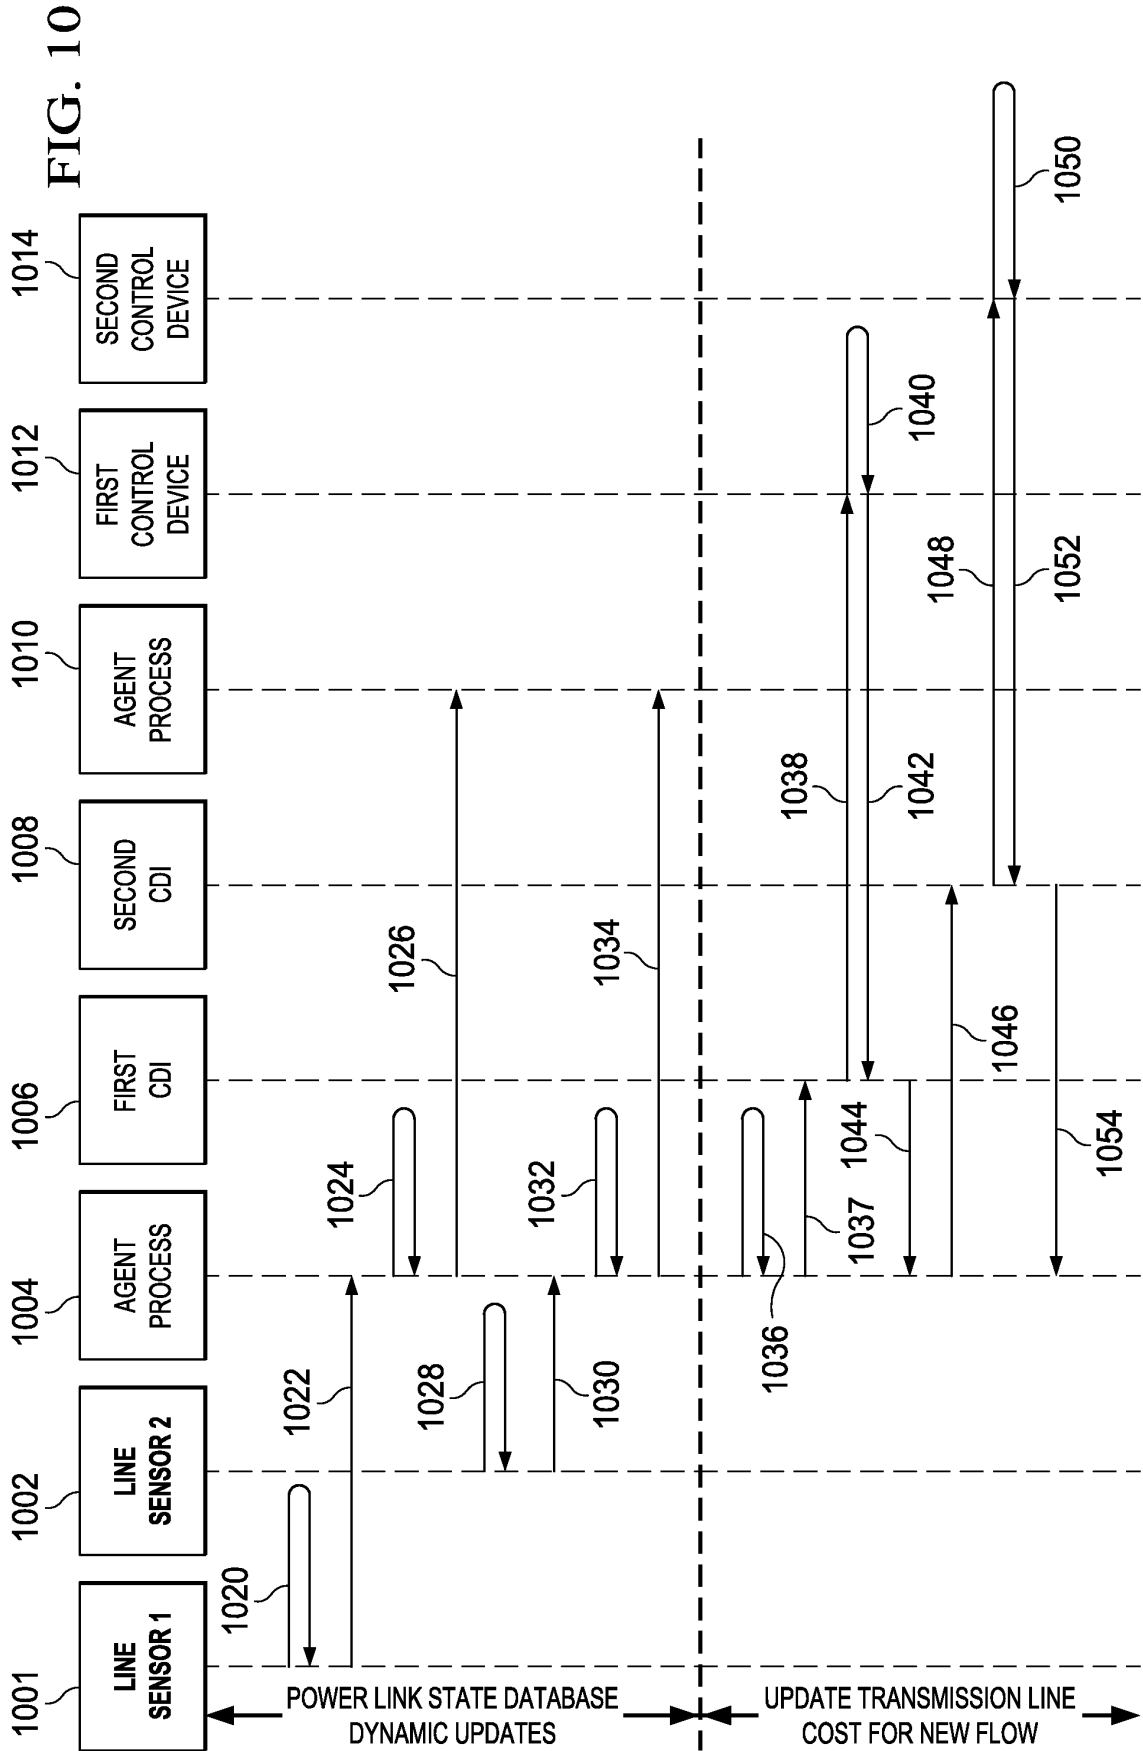 FIG. 10
1001
LINE
SENSOR 1
1002
LINE
SENSOR 2
1004
AGENT
PROCESS
1006
FIRST
CDI
1008
SECOND
CDI
1010
AGENT
PROCESS
1012
FIRST
CONTROL
DEVICE
1014
SECOND
CONTROL
DEVICE
POWER LINK STATE DATABASE
DYNAMIC UPDATES
1020
1022
1024
1026
1028
1030
1032
1034
UPDATE TRANSMISSION LINE
COST FOR NEW FLOW
1036
1037
1038
1040
1042
1044
1046
1048
1050
1052
1054